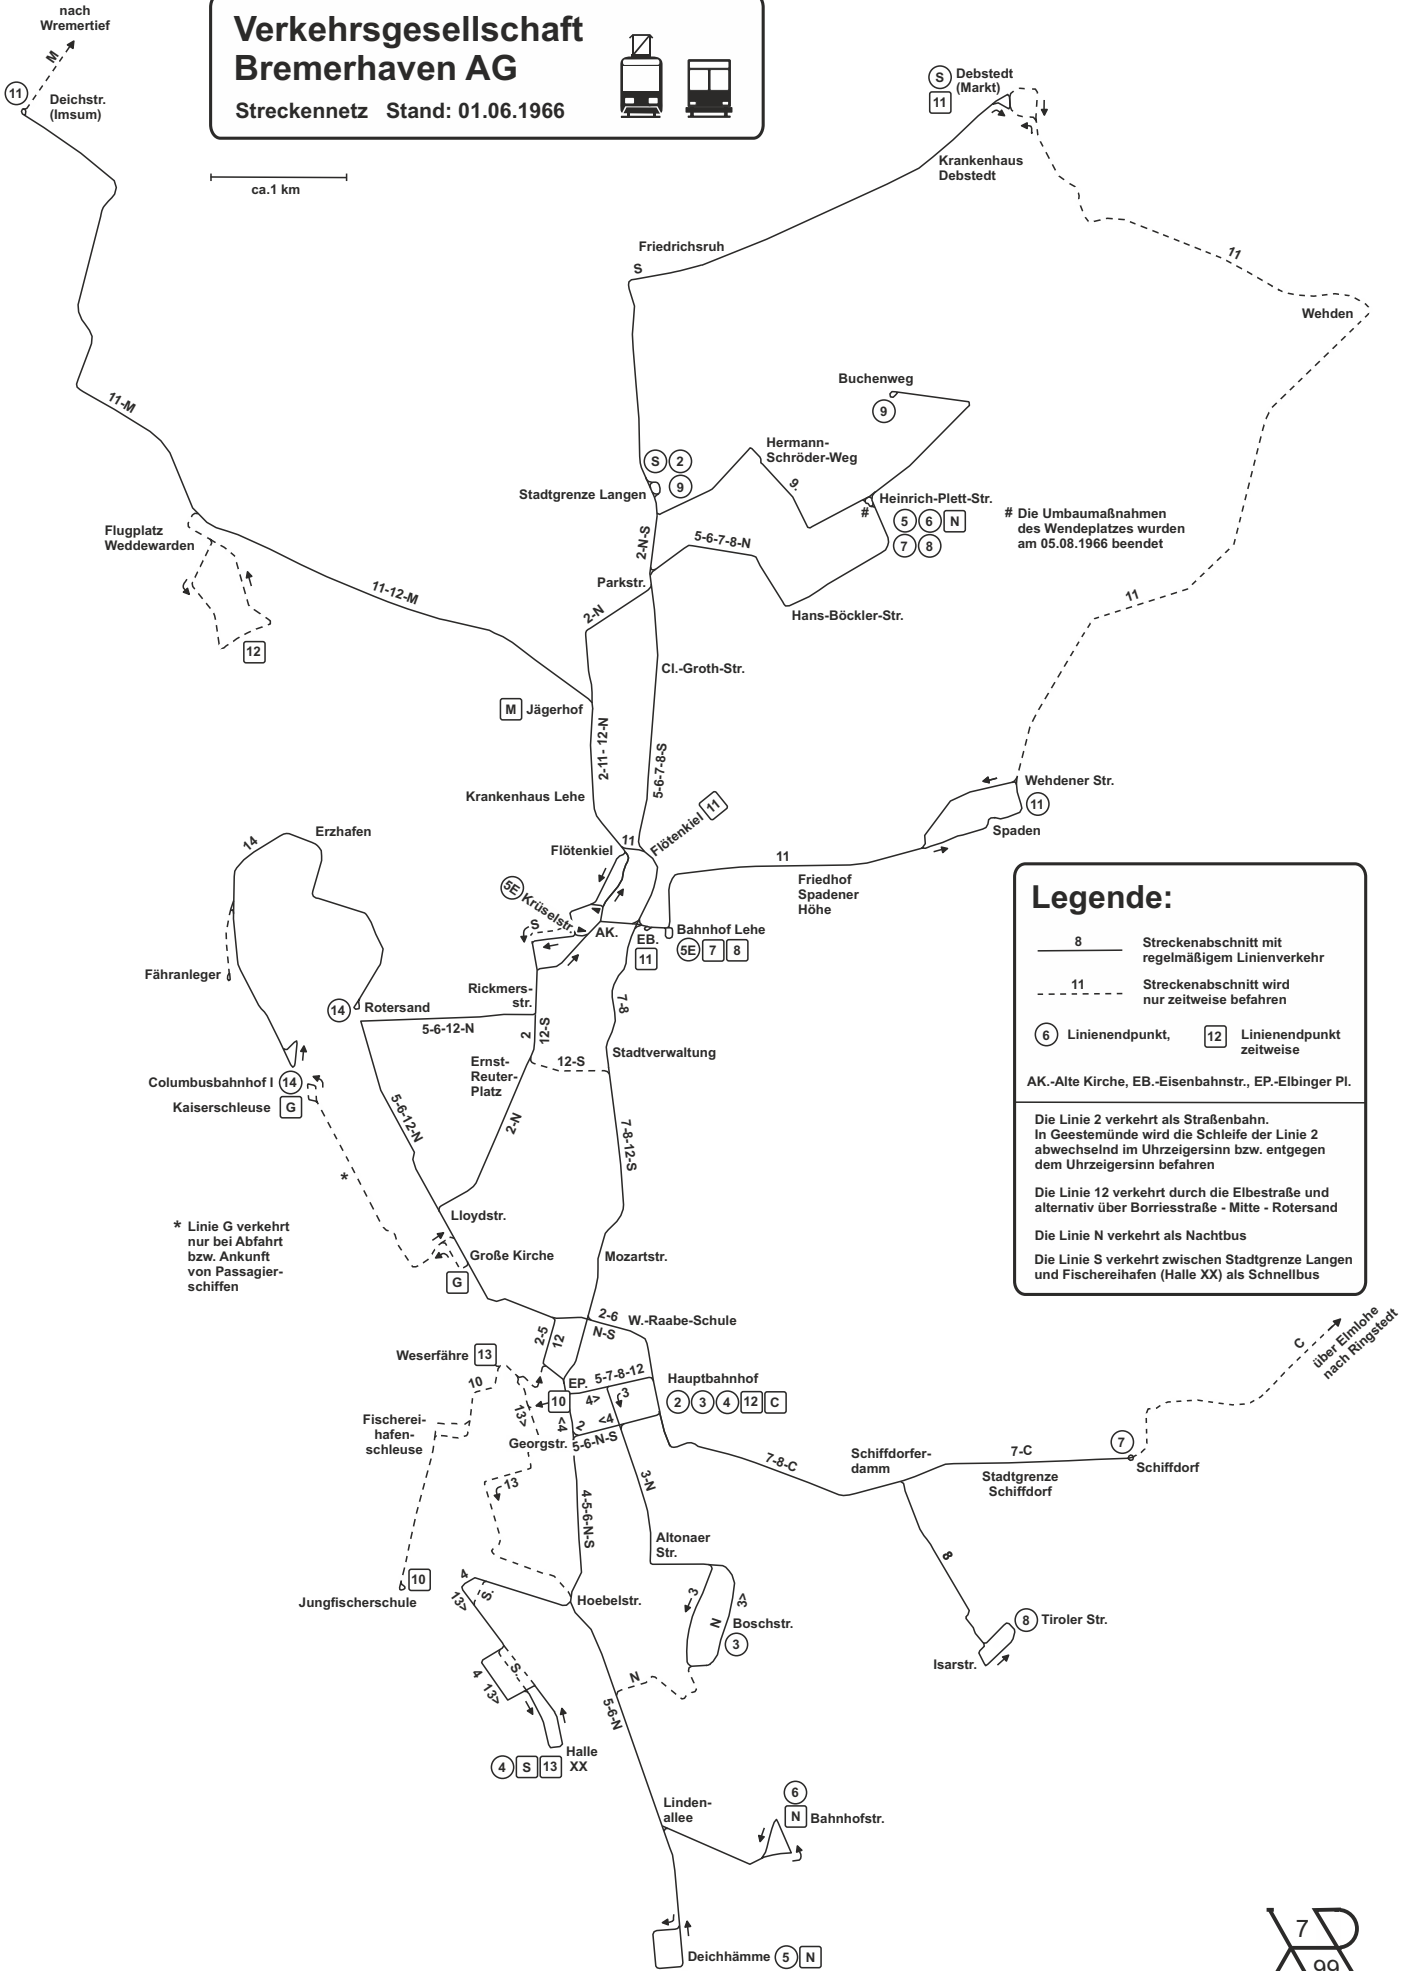 nach
Wremertief
M
11
Deichstr.
(Imsum)
Verkehrsgesellschaft
Bremerhaven AG
Streckennetz Stand: 01.06.1966
ca.1 km
S
Debstedt
(Markt)
11
Krankenhaus
Debstedt
Friedrichsruh
S
11
Wehden
11-M
Buchenweg
9
Hermann-
Schröder-Weg
9.
S 2
9
Stadtgrenze Langen
Heinrich-Plett-Str.
#
5 6 N
7 8
# Die Umbaumaßnahmen
des Wendeplatzes wurden
am 05.08.1966 beendet
Flugplatz
Weddewarden
2-N-S
5-6-7-8-N
Parkstr.
11-12-M
2-N
Hans-Böckler-Str.
11
12
Cl.-Groth-Str.
M Jägerhof
2-11- 12-N
5-6-7-8-S
Krankenhaus Lehe
Wehdener Str.
11
Spaden
Erzhafen
14
Flötenkiel
11
Flötenkiel 11
11
Friedhof
Spadener
Höhe
5E Krüselstr.
S
AK.
EB.
11
Bahnhof Lehe
5E 7 8
Fähranleger
14 Rotersand
Rickmers-
str.
5-6-12-N
2
12-S
7-8
Ernst-
Reuter-
Platz
12-S
Stadtverwaltung
Columbusbahnhof I 14
Kaiserschleuse G
5-6-12-N
2-N
7-8-12-S
*
* Linie G verkehrt
nur bei Abfahrt
bzw. Ankunft
von Passagier-
schiffen
Lloydstr.
Große Kirche
G
Mozartstr.
Legende:
8
Streckenabschnitt mit
regelmäßigem Linienverkehr
11
Streckenabschnitt wird
nur zeitweise befahren
6 Linienendpunkt,
12 Linienendpunkt
zeitweise
AK.-Alte Kirche, EB.-Eisenbahnstr., EP.-Elbinger Pl.
Die Linie 2 verkehrt als Straßenbahn.
In Geestemünde wird die Schleife der Linie 2
abwechselnd im Uhrzeigersinn bzw. entgegen
dem Uhrzeigersinn befahren
Die Linie 12 verkehrt durch die Elbestraße und
alternativ über Borriesstraße - Mitte - Rotersand
Die Linie N verkehrt als Nachtbus
Die Linie S verkehrt zwischen Stadtgrenze Langen
und Fischereihafen (Halle XX) als Schnellbus
2-6
N-S
W.-Raabe-Schule
2-5
12
Weserfähre 13
10
EP.
5-7-8-12
10
4>
3
Hauptbahnhof
2 3 4 12 C
13>
<4
2
<4
Fischerei-
hafen-
schleuse
Georgstr.
5-6-N-S
C
über Elmlohe
nach Ringstedt
7-8-C
Schiffdorfer-
damm
7-C
Stadtgrenze
Schiffdorf
7
Schiffdorf
13
3-N
4-5-6-N-S
Altonaer
Str.
8
10
Jungfischerschule
4
13>
S.
Hoebelstr.
3
3>
N
Boschstr.
3
8 Tiroler Str.
Isarstr.
4
13>
S.
N
5-6-N
Halle
XX
4 S 13
Linden-
allee
6
N Bahnhofstr.
Deichhämme 5 N
7
99